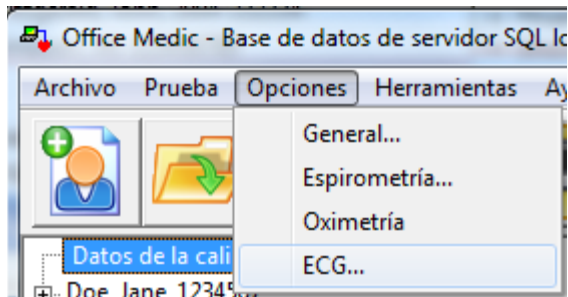 Office Medic - Base de datos de servidor SQL lo
Archivo Prueba Opciones Herramientas Ay
General...
Espirometría...
Oximetría
ECG...
Datos de la cali
Doe, Jane, 123456